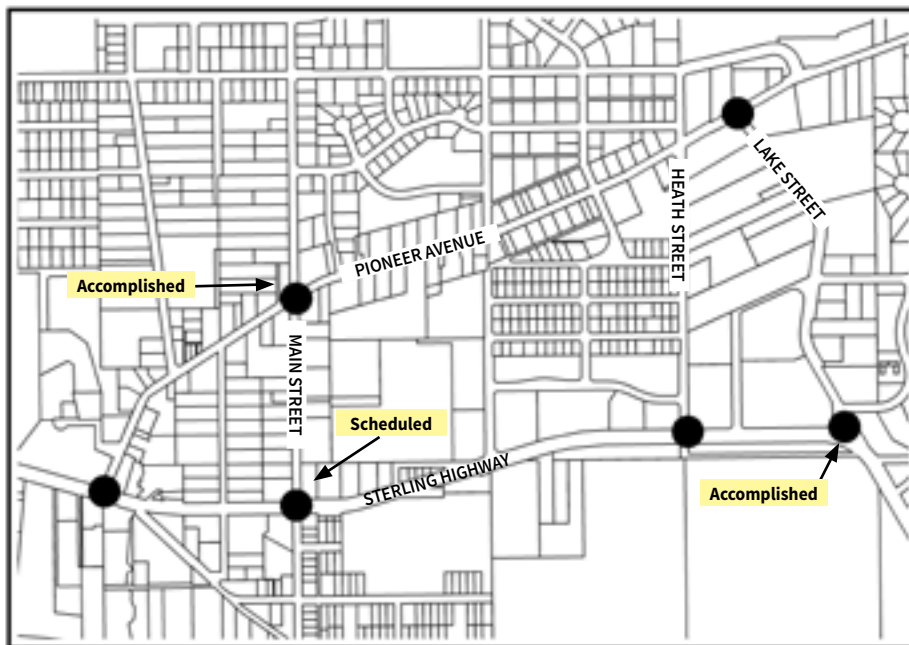 LAKE STREET
HEATH STREET
PIONEER AVENUE
Accomplished
MAIN STREET
Scheduled
STERLING HIGHWAY
Accomplished